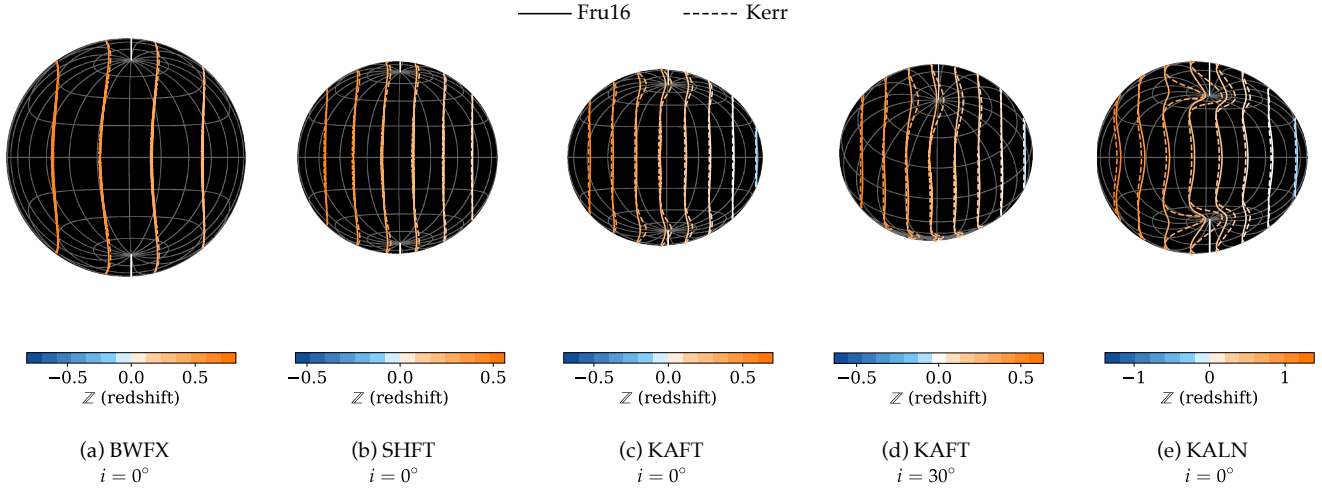 Fru16 Kerr
−0.5 0.0 0.5
ℤ (redshift)
(a) BWFX
i = 0°
−0.5 0.0 0.5
ℤ (redshift)
(b) SHFT
i = 0°
−0.5 0.0 0.5
ℤ (redshift)
(c) KAFT
i = 0°
−0.5 0.0 0.5
ℤ (redshift)
(d) KAFT
i = 30°
−1 0 1
ℤ (redshift)
(e) KALN
i = 0°